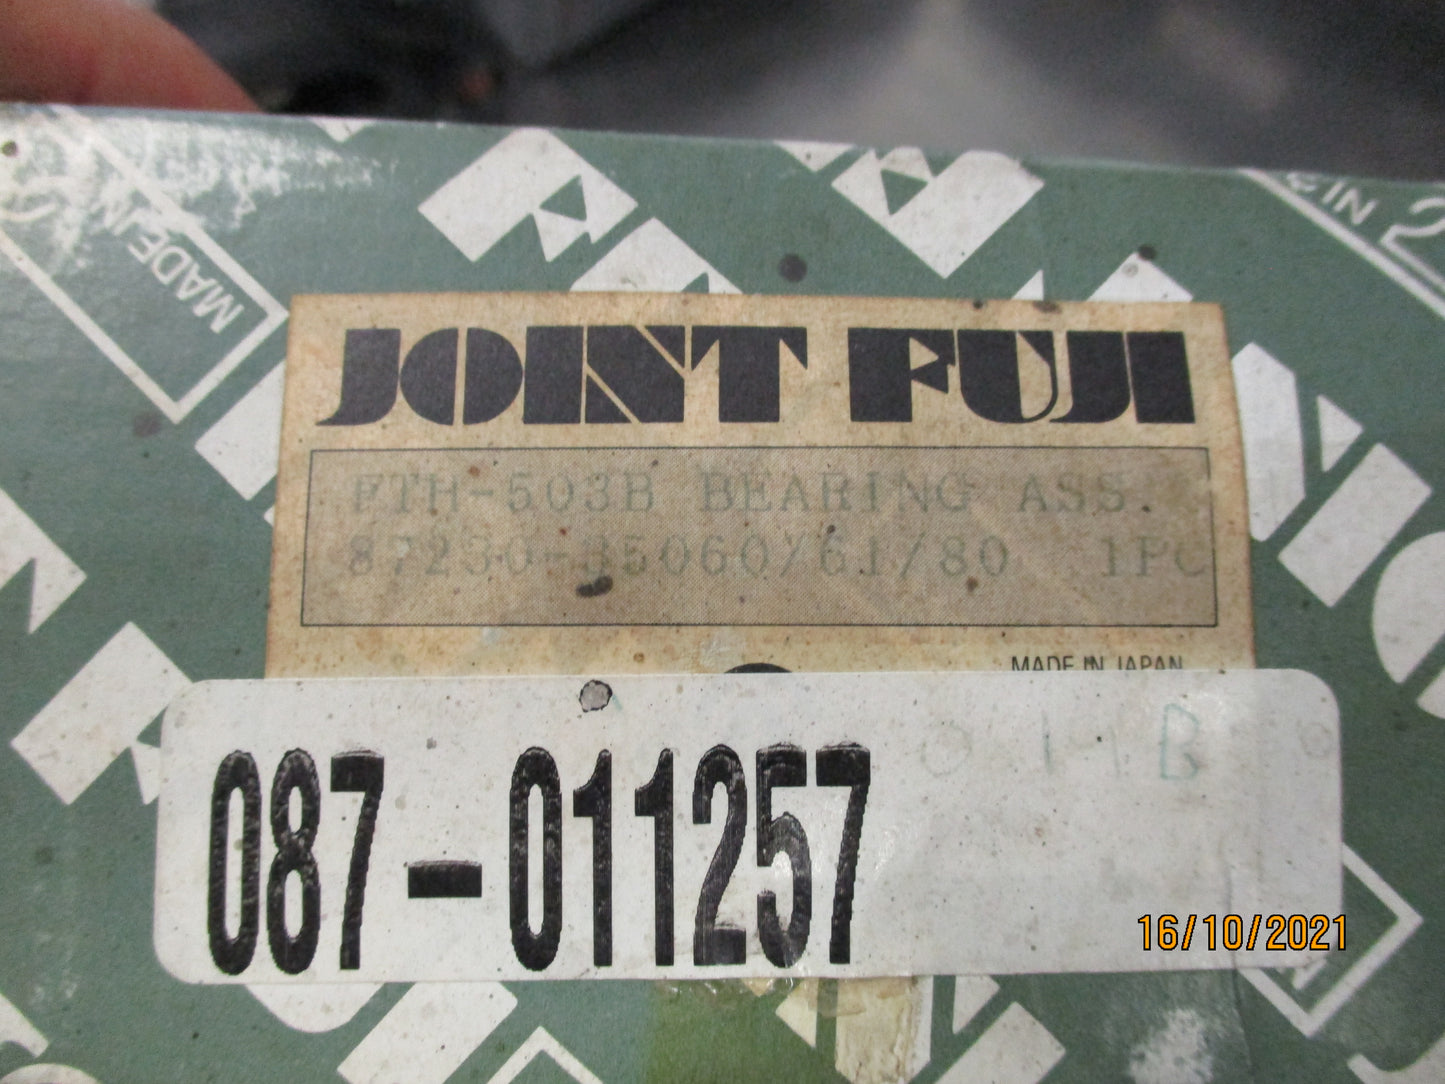 MADE IN
JOINT FUJI
FTH-503B BEARING ASS.
87230-35060/61/80 1PC
MADE IN JAPAN
087-011257
16/10/2021